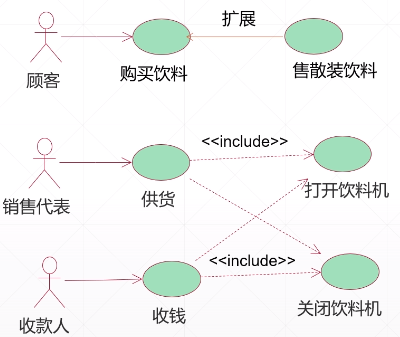 扩展
顾客
购买饮料
售散装饮料
<<include>>
销售代表
供货
打开饮料机
<<include>>
收款人
收钱
关闭饮料机